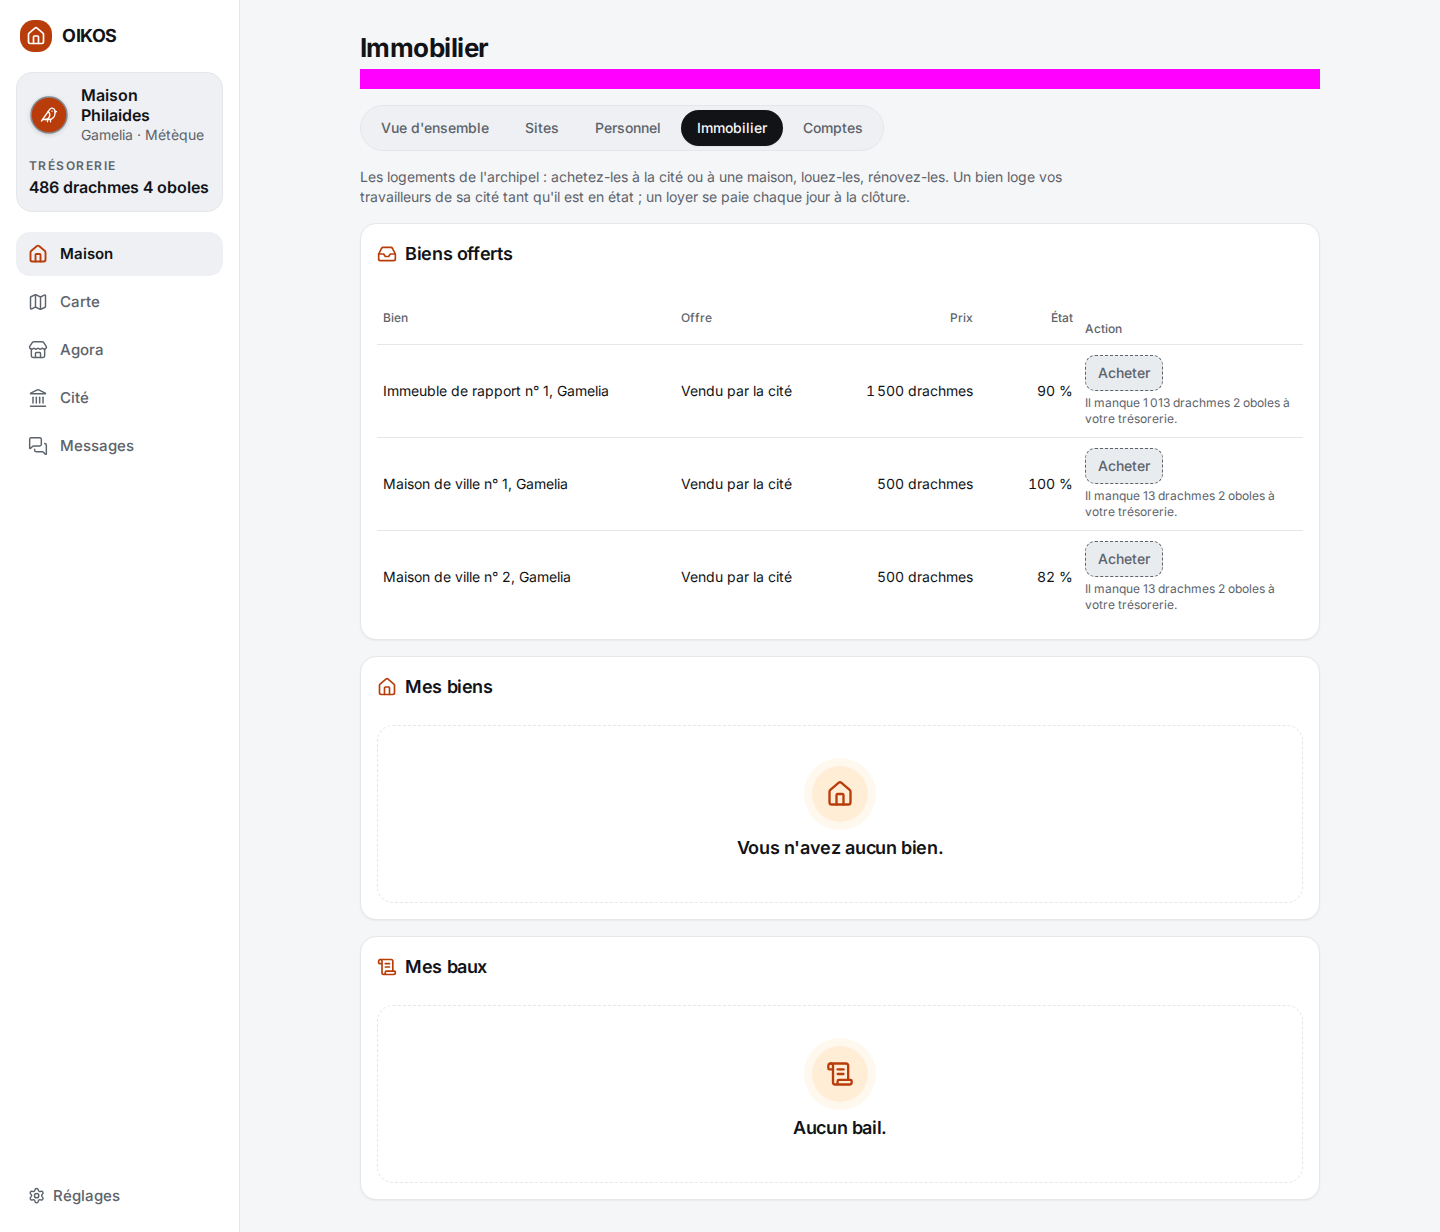 OIKOS
Maison
Philaides
Gamelia · Métèque
TRÉSORERIE
486 drachmes 4 oboles
Maison
Carte
Agora
Cité
Messages
Réglages
Immobilier
Vue d'ensemble Sites Personnel Immobilier Comptes
Les logements de l'archipel : achetez-les à la cité ou à une maison, louez-les, rénovez-les. Un bien loge vos
travailleurs de sa cité tant qu'il est en état ; un loyer se paie chaque jour à la clôture.
Biens offerts
Bien Offre Prix État Action
Immeuble de rapport n° 1, Gamelia Vendu par la cité 1 500 drachmes 90 % Acheter
Il manque 1 013 drachmes 2 oboles à
votre trésorerie.
Maison de ville n° 1, Gamelia Vendu par la cité 500 drachmes 100 % Acheter
Il manque 13 drachmes 2 oboles à
votre trésorerie.
Maison de ville n° 2, Gamelia Vendu par la cité 500 drachmes 82 % Acheter
Il manque 13 drachmes 2 oboles à
votre trésorerie.
Mes biens
Vous n'avez aucun bien.
Mes baux
Aucun bail.